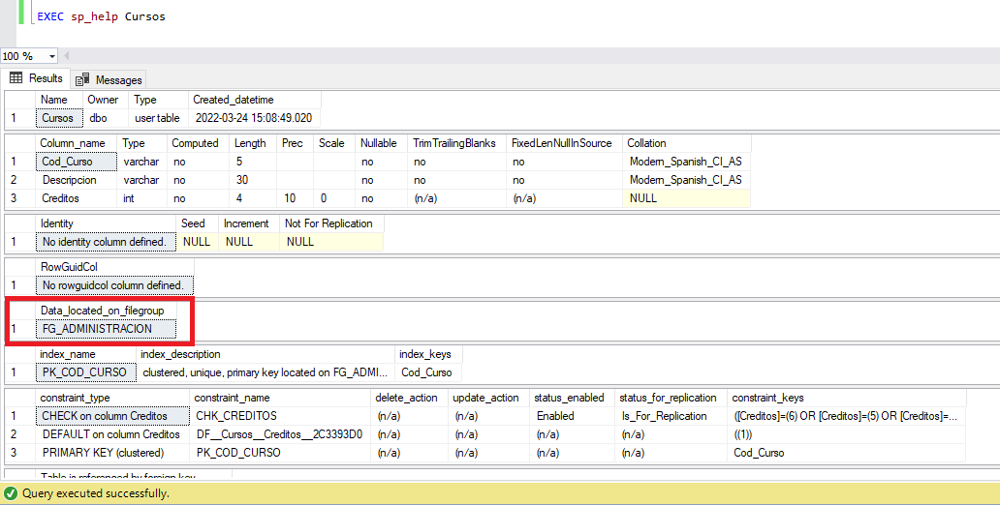 EXEC sp_help Cursos
100 %
Results Messages
Name Owner Type Created_datetime
1 Cursos dbo user table 2022-03-24 15:08:49.020
Column_name Type Computed Length Prec Scale Nullable TrimTrailingBlanks FixedLenNullInSource Collation
1 Cod_Curso varchar no 5 no no no Modern_Spanish_CI_AS
2 Descripcion varchar no 30 no no no Modern_Spanish_CI_AS
3 Creditos int no 4 10 0 no (n/a) (n/a) NULL
Identity Seed Increment Not For Replication
1 No identity column defined. NULL NULL NULL
RowGuidCol
1 No rowguidcol column defined.
Data_located_on_filegroup
1 FG_ADMINISTRACION
index_name index_description index_keys
1 PK_COD_CURSO clustered, unique, primary key located on FG_ADMI... Cod_Curso
constraint_type constraint_name delete_action update_action status_enabled status_for_replication constraint_keys
1 CHECK on column Creditos CHK_CREDITOS (n/a) (n/a) Enabled Is_For_Replication ([Creditos]=(6) OR [Creditos]=(5) OR [Creditos]=...
2 DEFAULT on column Creditos DF__Cursos__Creditos__2C3393D0 (n/a) (n/a) (n/a) (n/a) ((1))
3 PRIMARY KEY (clustered) PK_COD_CURSO (n/a) (n/a) (n/a) (n/a) Cod_Curso
Table is referenced by foreign key
Query executed successfully.